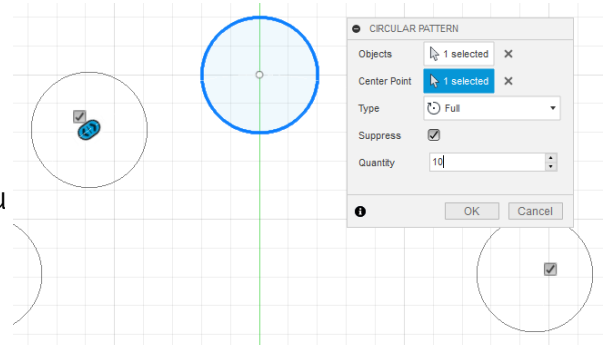 CIRCULAR PATTERN
Objects 1 selected
Center Point 1 selected
Type Full
Suppress
Quantity 10
OK Cancel